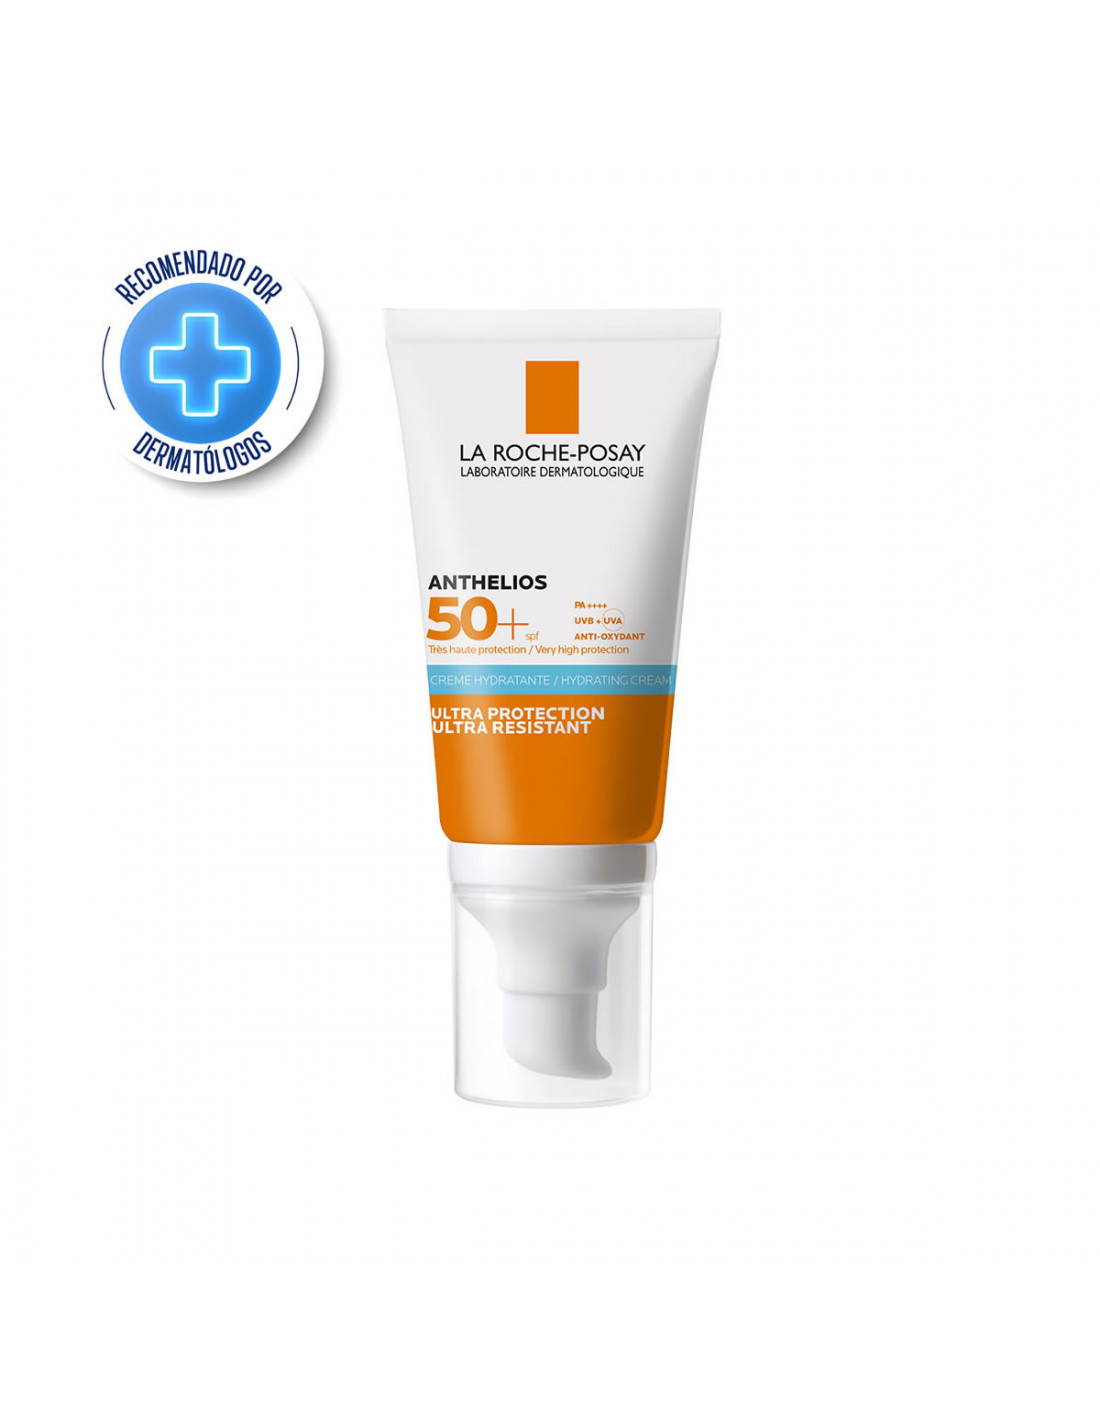 RECOMENDADO POR
DERMATÓLOGOS
LA ROCHE-POSAY
LABORATOIRE DERMATOLOGIQUE
ANTHELIOS
50+ spf
PA ++++
UVB + UVA
ANTI-OXYDANT
Très haute protection / Very high protection
CREME HYDRATANTE / HYDRATING CREAM
ULTRA PROTECTION
ULTRA RESISTANT